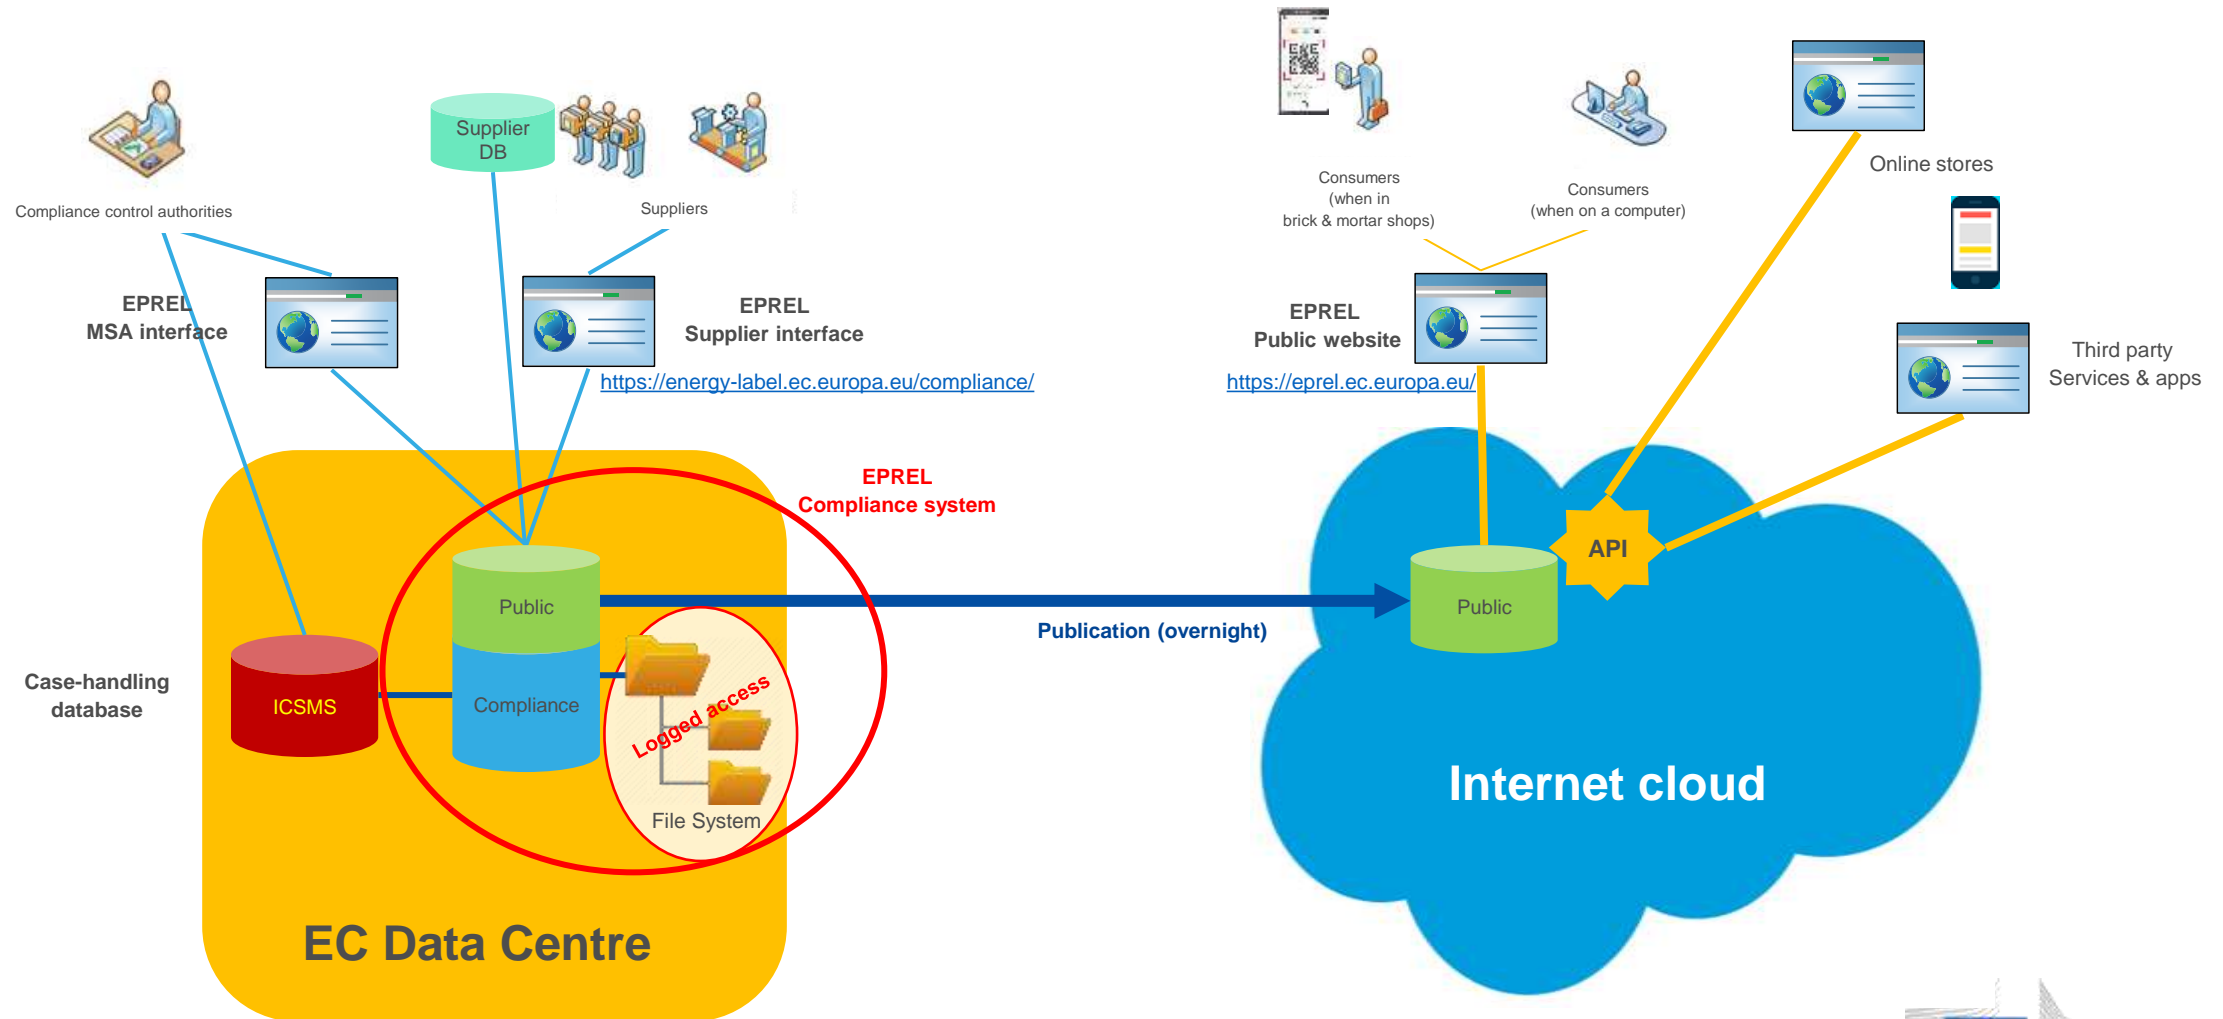 Supplier
DB
Compliance control authorities
Suppliers
Consumers
(when in
brick & mortar shops)
Consumers
(when on a computer)
Online stores
EPREL
MSA interface
EPREL
Supplier interface
https://energy-label.ec.europa.eu/compliance/
EPREL
Public website
https://eprel.ec.europa.eu/
Third party
Services & apps
EPREL
Compliance system
API
Public
Public
Publication (overnight)
Case-handling
database
ICSMS
Compliance
Logged access
File System
Internet cloud
EC Data Centre